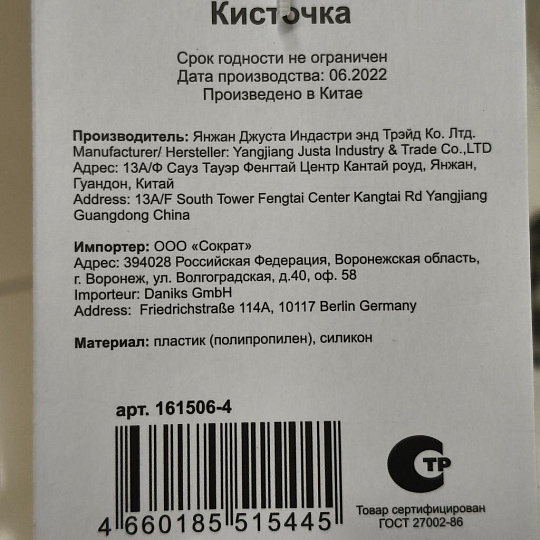 Кисточка
Срок годности не ограничен
Дата производства: 06.2022
Произведено в Китае
Производитель: Янжан Джуста Индастри энд Трэйд Ко. Лтд.
Manufacturer/ Hersteller: Yangjiang Justa Industry & Trade Co.,LTD
Адрес: 13А/Ф Сауз Тауэр Фенгтай Центр Кантай роуд, Янжан,
Гуандон, Китай
Address: 13A/F South Tower Fengtai Center Kangtai Rd Yangjiang
Guangdong China
Импортер: ООО «Сократ»
Адрес: 394028 Российская Федерация, Воронежская область,
г. Воронеж, ул. Волгоградская, д.40, оф. 58
Importeur: Daniks GmbH
Address: Friedrichstraße 114A, 10117 Berlin Germany
Материал: пластик (полипропилен), силикон
арт. 161506-4
4 660185 515445
СТР
Товар сертифицирован
ГОСТ 27002-86